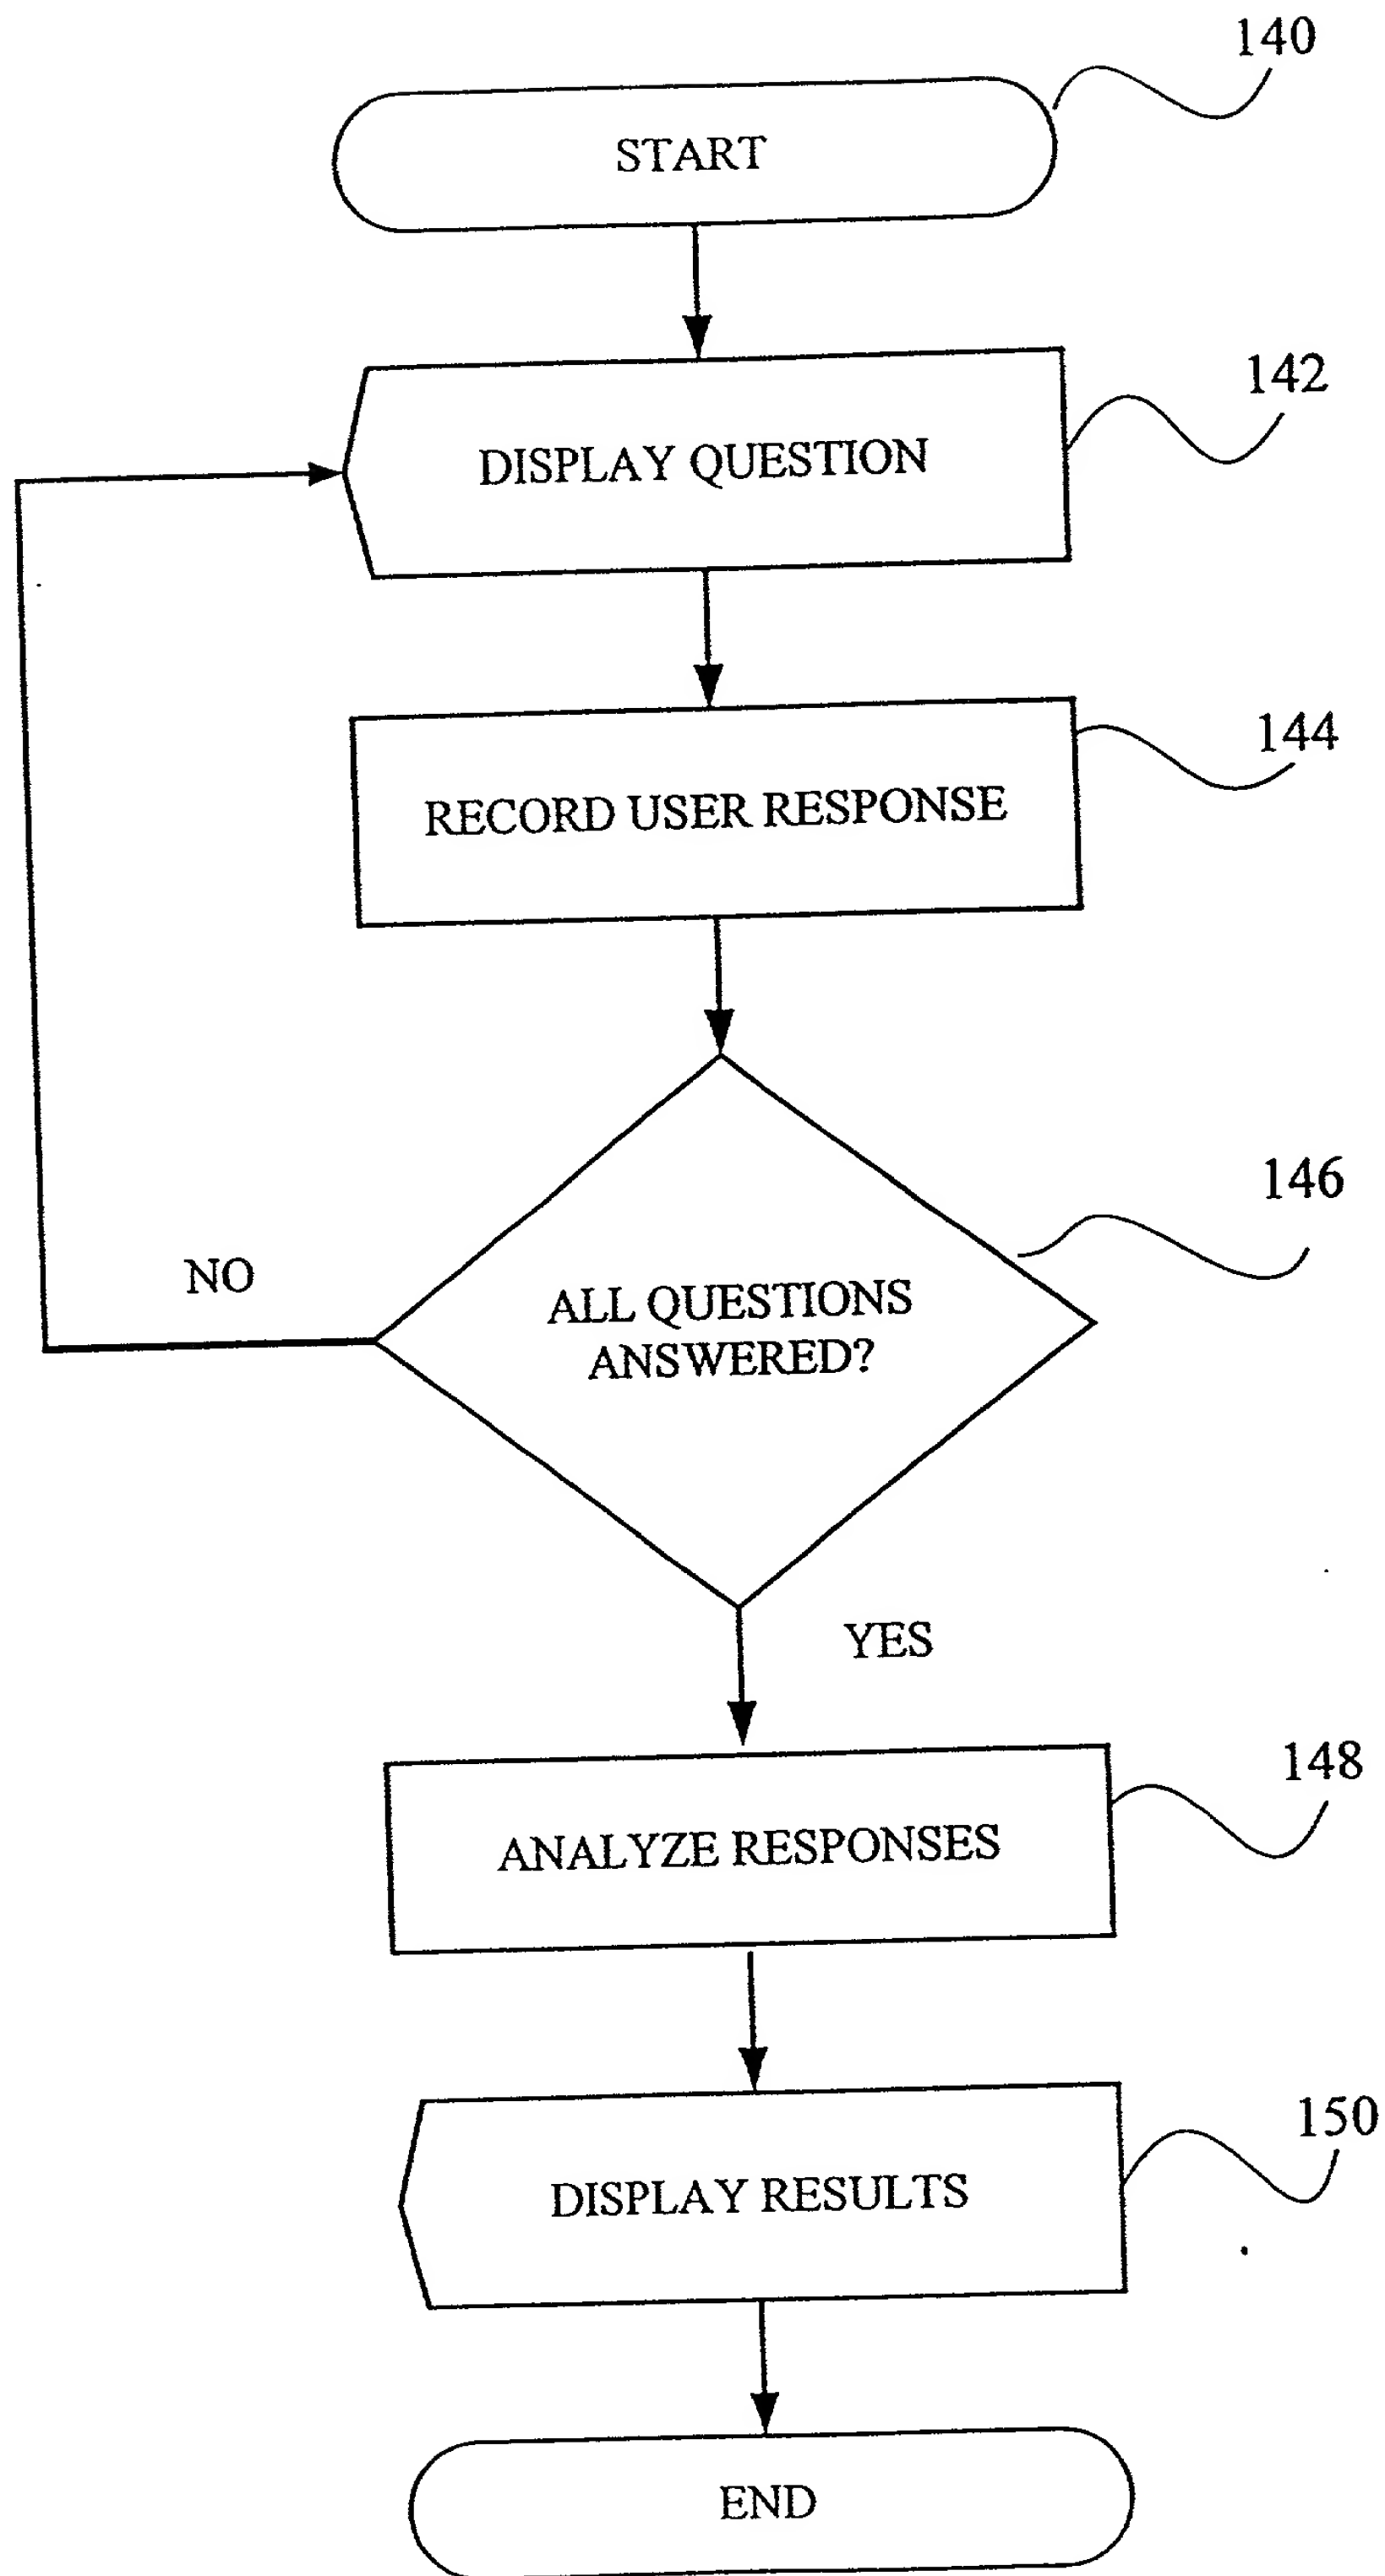 140
START
142
DISPLAY QUESTION
144
RECORD USER RESPONSE
146
NO
ALL QUESTIONS
ANSWERED?
YES
148
ANALYZE RESPONSES
150
DISPLAY RESULTS
END